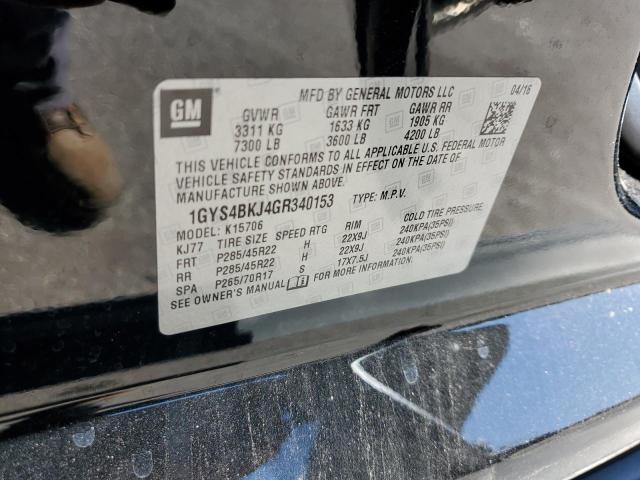 GM
MFD BY GENERAL MOTORS LLC 04/16
GVWR GAWR FRT GAWR RR
3311 KG 1633 KG 1905 KG
7300 LB 3600 LB 4200 LB
THIS VEHICLE CONFORMS TO ALL APPLICABLE U.S. FEDERAL MOTOR
VEHICLE SAFETY STANDARDS IN EFFECT ON THE DATE OF
MANUFACTURE SHOWN ABOVE.
1GYS4BKJ4GR340153 TYPE: M.P.V.
MODEL: K15706
KJ77 TIRE SIZE SPEED RTG RIM COLD TIRE PRESSURE
FRT P285/45R22 H 22X9J 240KPA(35PSI)
RR P285/45R22 H 22X9J 240KPA(35PSI)
SPA P265/70R17 S 17X7.5J 240KPA(35PSI)
SEE OWNER'S MANUAL